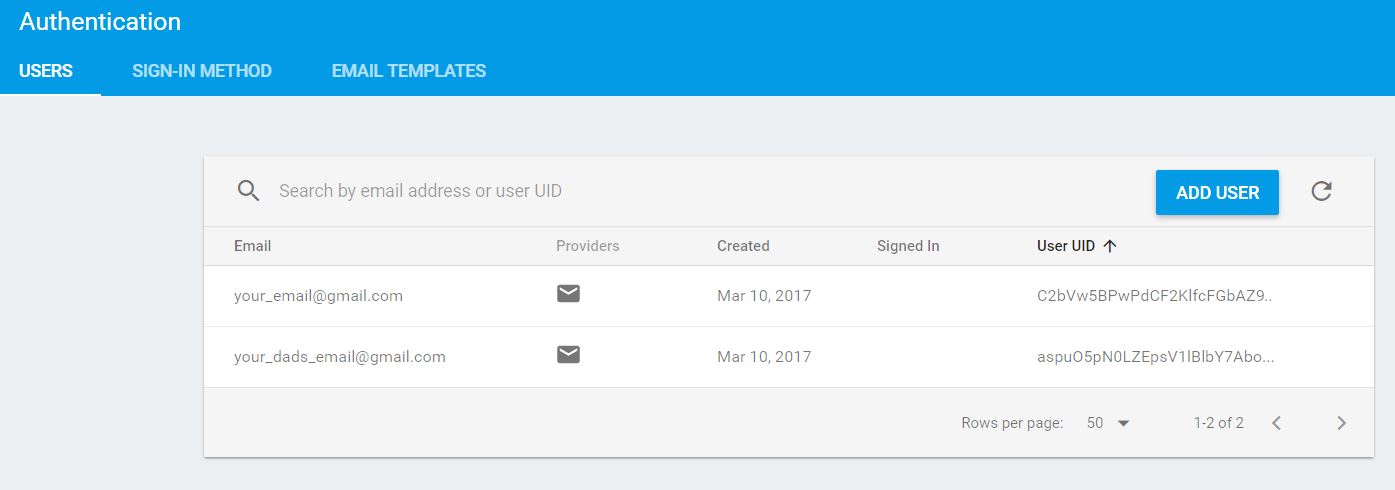 Authentication
USERS SIGN-IN METHOD EMAIL TEMPLATES
Search by email address or user UID ADD USER
Email Providers Created Signed In User UID
your_email@gmail.com Mar 10, 2017 C2bVw5BPwPdCF2KlfcFGbAZ9..
your_dads_email@gmail.com Mar 10, 2017 aspuO5pN0LZEpsV1lBlbY7Abo...
Rows per page: 50 1-2 of 2